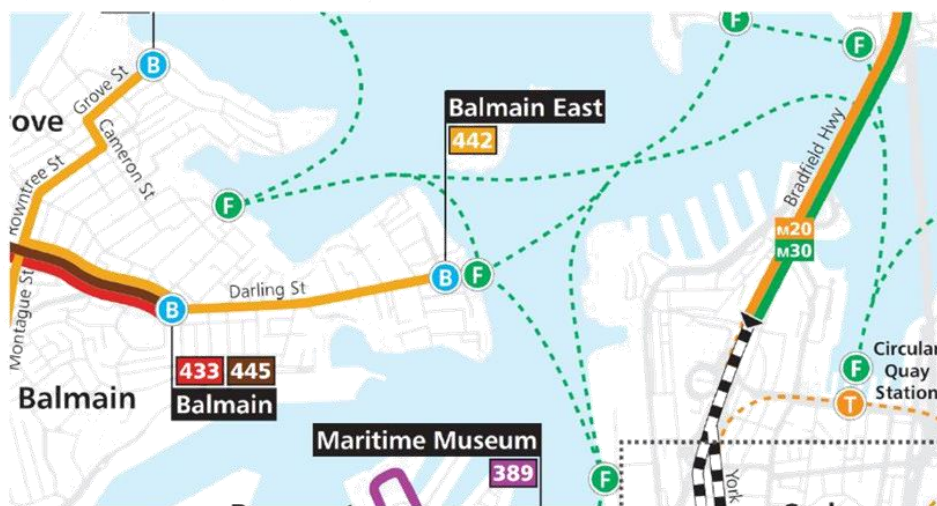 F
F
B
Grove St
ove
Cameron St
Balmain East
442
Bradfield Hwy
Rowntree St
F
M20
M30
B
F
Darling St
Montague St
B
433 445
Balmain
Balmain
Circular
Quay
Station
F
T
Maritime Museum
389
F
York